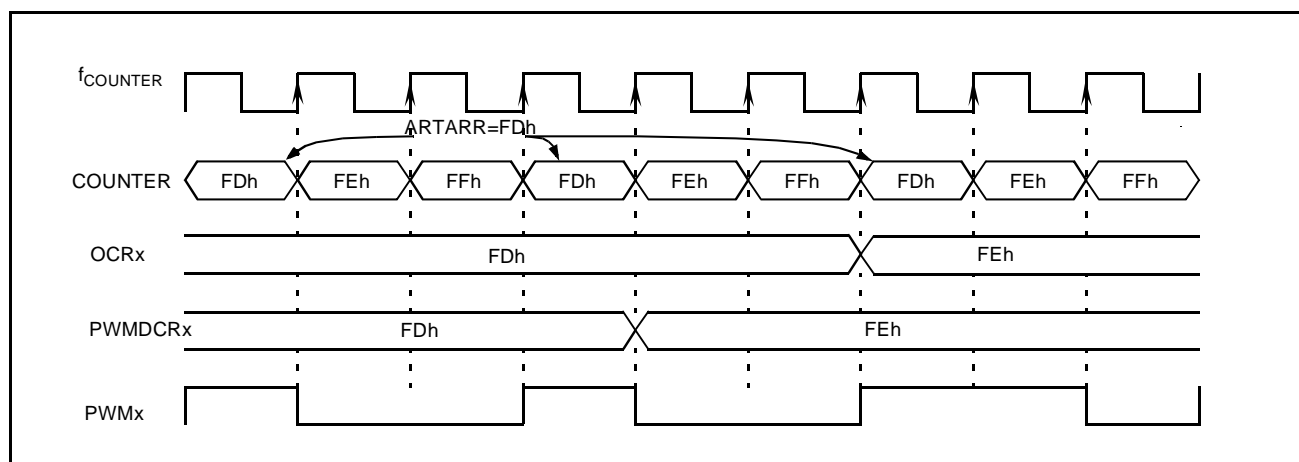 fCOUNTER
ARTARR=FDh
COUNTER FDh FEh FFh FDh FEh FFh FDh FEh FFh
OCRx FDh FEh
PWMDCRx FDh FEh
PWMx